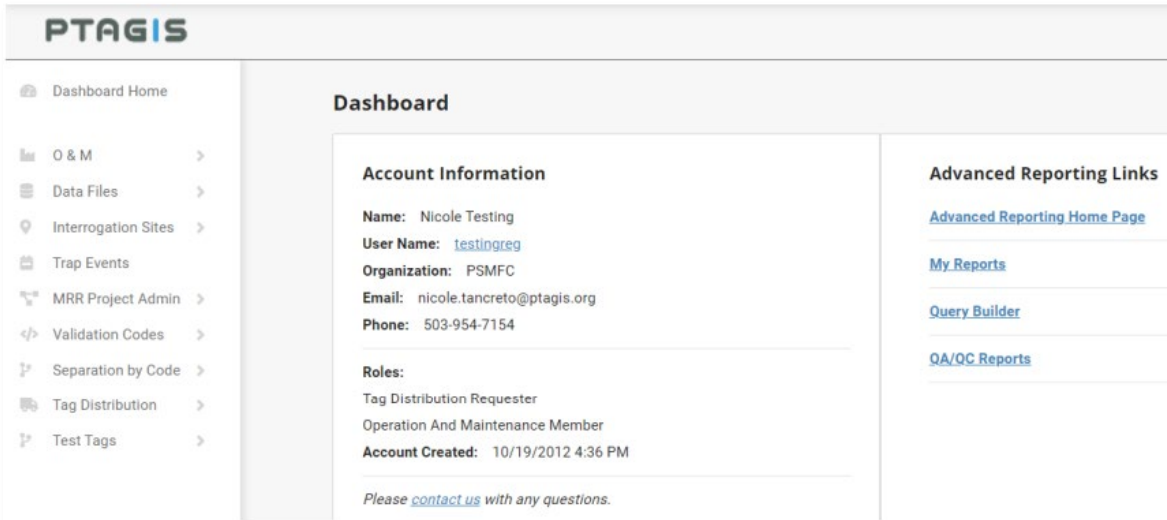 PTAGIS
Dashboard Home
O & M
Data Files
Interrogation Sites
Trap Events
MRR Project Admin
Validation Codes
Separation by Code
Tag Distribution
Test Tags
Dashboard
Account Information
Name: Nicole Testing
User Name: testingreg
Organization: PSMFC
Email: nicole.tancreto@ptagis.org
Phone: 503-954-7154
Roles:
Tag Distribution Requester
Operation And Maintenance Member
Account Created: 10/19/2012 4:36 PM
Please contact us with any questions.
Advanced Reporting Links
Advanced Reporting Home Page
My Reports
Query Builder
QA/QC Reports